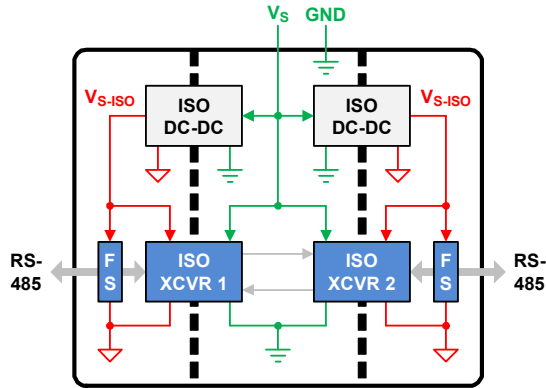 VS GND
VS-ISO
ISO
DC-DC
ISO
DC-DC
VS-ISO
RS-
485
F
S
ISO
XCVR 1
ISO
XCVR 2
F
S
RS-
485